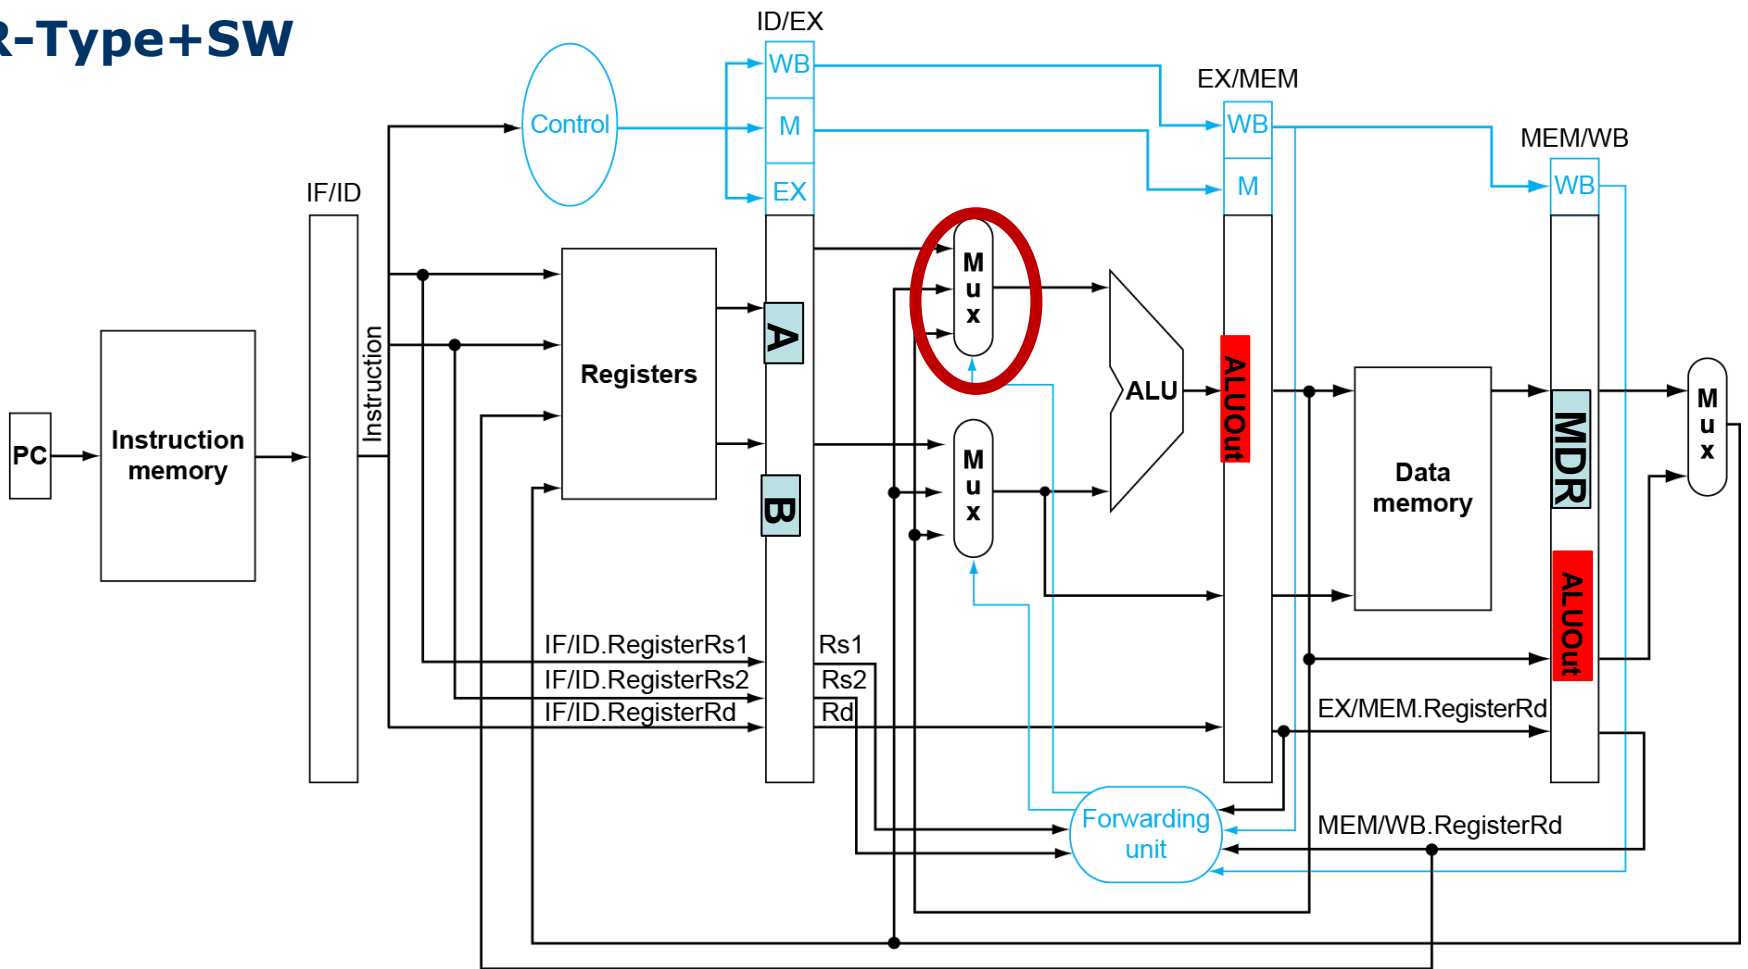 R-Type+SW
ID/EX
WB
Control
M
EX
EX/MEM
WB
M
MEM/WB
WB
IF/ID
Instruction
PC
Instruction
memory
Registers
A
B
M
u
x
M
u
x
ALU
ALUOut
Data
memory
MDR
ALUOut
M
u
x
IF/ID.RegisterRs1
Rs1
IF/ID.RegisterRs2
Rs2
IF/ID.RegisterRd
Rd
EX/MEM.RegisterRd
Forwarding
unit
MEM/WB.RegisterRd